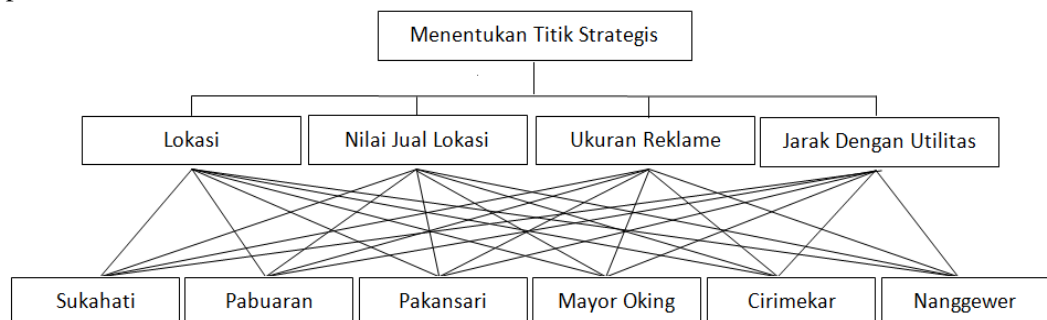 Menentukan Titik Strategis
Lokasi
Nilai Jual Lokasi
Ukuran Reklame
Jarak Dengan Utilitas
Sukahati
Pabuaran
Pakansari
Mayor Oking
Cirimekar
Nanggewer